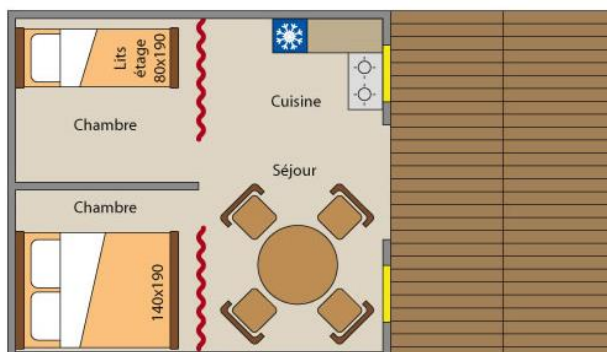 Lits
étage
80x190
Cuisine
Chambre
Séjour
Chambre
140x190